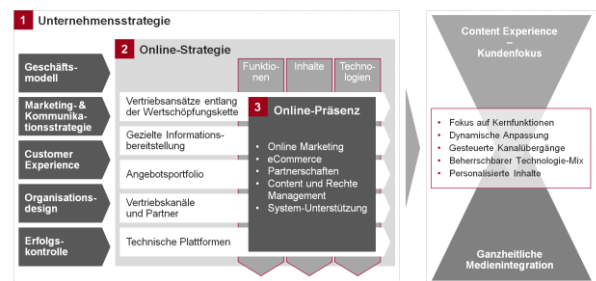 1 Unternehmensstrategie
2 Online-Strategie
Geschäfts-
modell
Marketing- &
Kommunika-
tionsstrategie
Customer
Experience
Organisations-
design
Erfolgs-
kontrolle
Funktio-
nen
Inhalte
Techno-
logien
Vertriebsansätze entlang
der Wertschöpfungskette
Gezielte Informations-
bereitstellung
Angebotsportfolio
Vertriebskanäle
und Partner
Technische Plattformen
3 Online-Präsenz
• Online Marketing
• eCommerce
• Partnerschaften
• Content und Rechte
Management
• System-Unterstützung
Content Experience
–
Kundenfokus
• Fokus auf Kernfunktionen
• Dynamische Anpassung
• Gesteuerte Kanalübergänge
• Beherrschbarer Technologie-Mix
• Personalisierte Inhalte
Ganzheitliche
Medienintegration